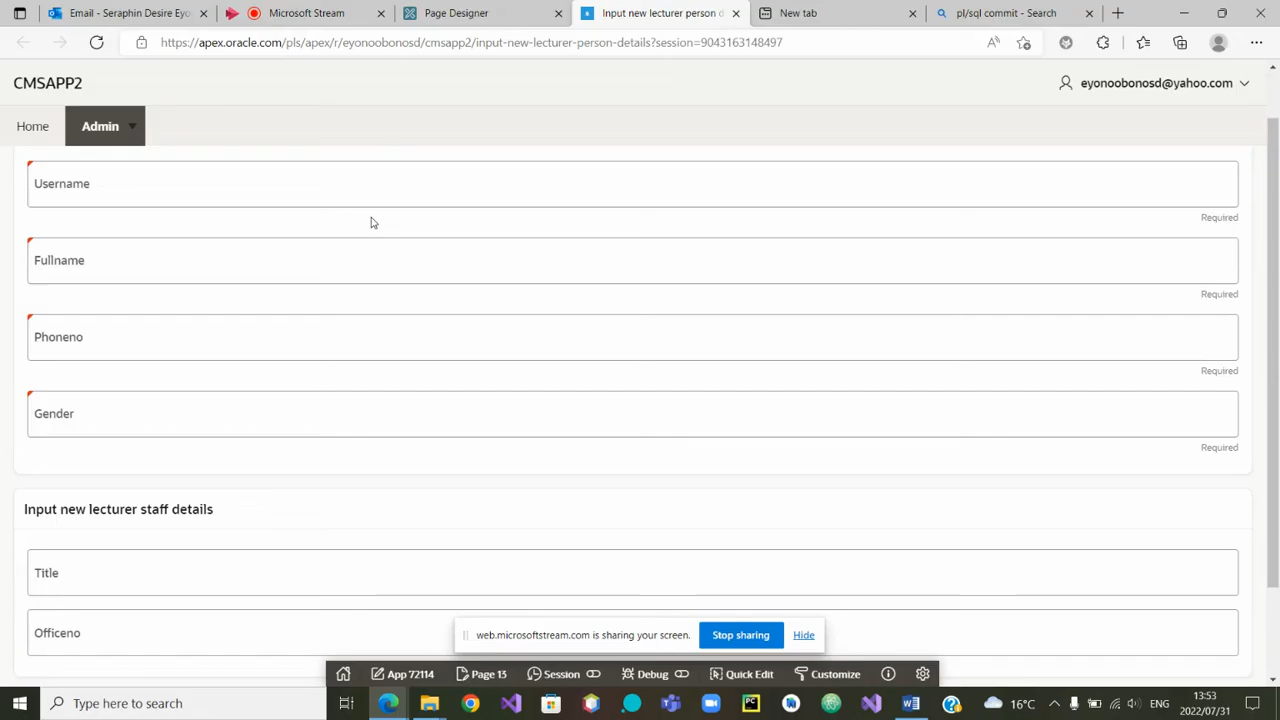 Email - Seraphin Desire Eyo
Microsoft Stream
Page Designer
Input new lecturer person d
New tab
pl/sql commit - Search
https://apex.oracle.com/pls/apex/r/eyonoobonosd/cmsapp2/input-new-lecturer-person-details?session=9043163148497
CMSAPP2
eyonoobonosd@yahoo.com
Home
Admin
Username
Required
Fullname
Required
Phoneno
Required
Gender
Required
Input new lecturer staff details
Title
Officeno
web.microsoftstream.com is sharing your screen.
Stop sharing
Hide
App 72114
Page 13
Session
Debug
Quick Edit
Customize
Type here to search
16°C
ENG
13:53
2022/07/31